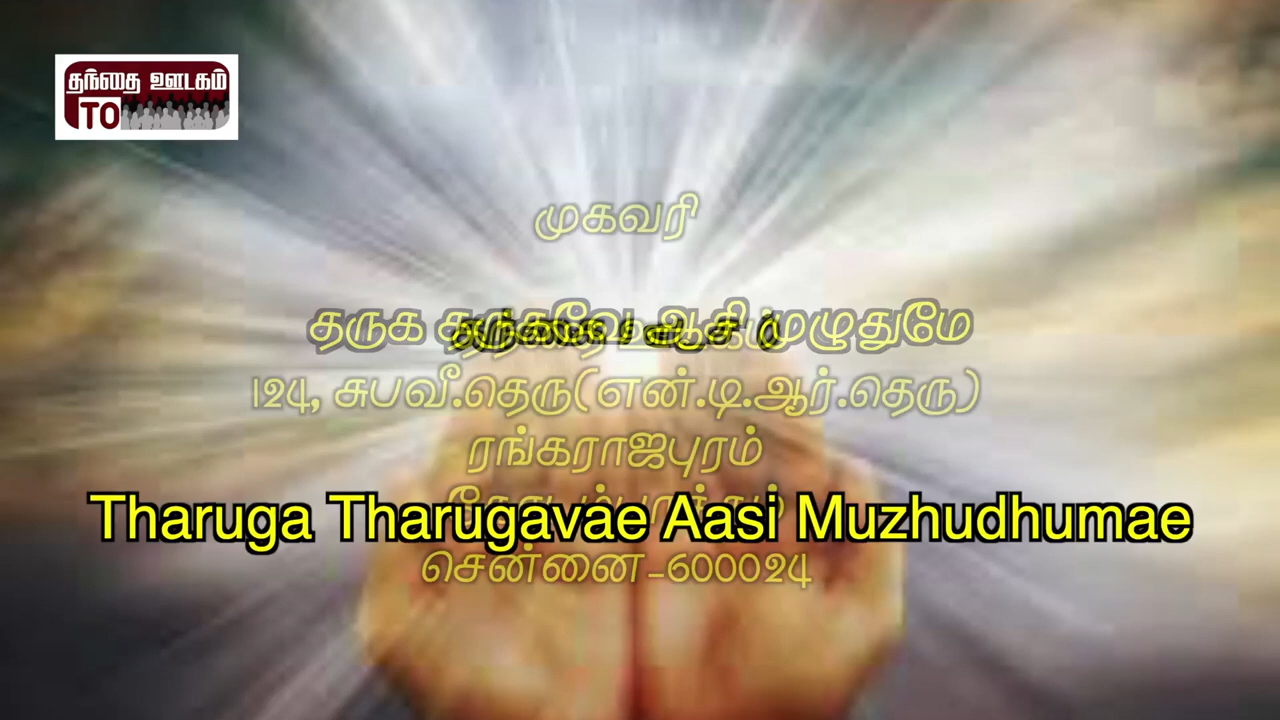 தந்தை ஊடகம்
TO
முகவரி
தருக தருகவே ஆசி முழுதுமே
124, சுபவீ.தெரு(என்.டி.ஆர்.தெரு)
ரங்கராஜபுரம்
Tharuga Tharugavae Aasi Muzhudhumae
சென்னை-600024